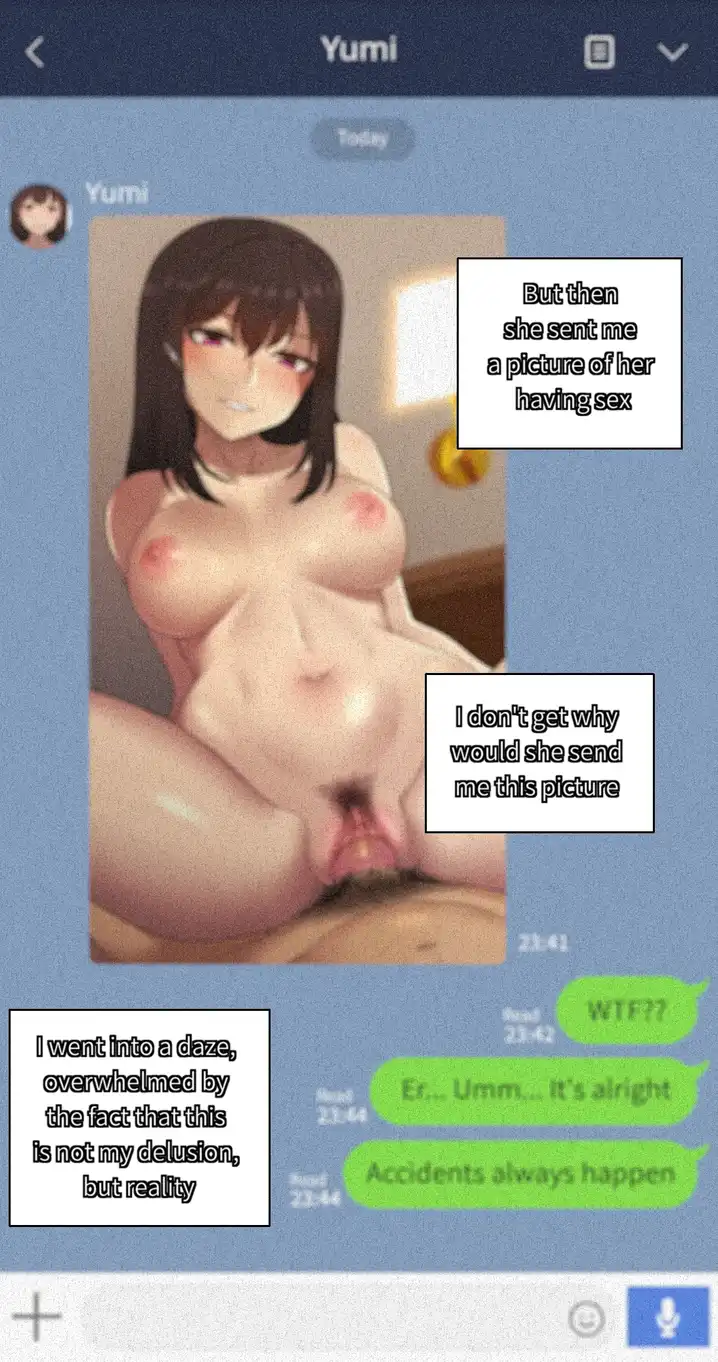 Yumi
Today
Yumi
But then
she sent me
a picture of her
having sex
I don't get why
would she send
me this picture
23:41
WTF??
Read
23:42
Er... Umm... It's alright
Read
23:44
Accidents always happen
Read
23:44
I went into a daze,
overwhelmed by
the fact that this
is not my delusion,
but reality